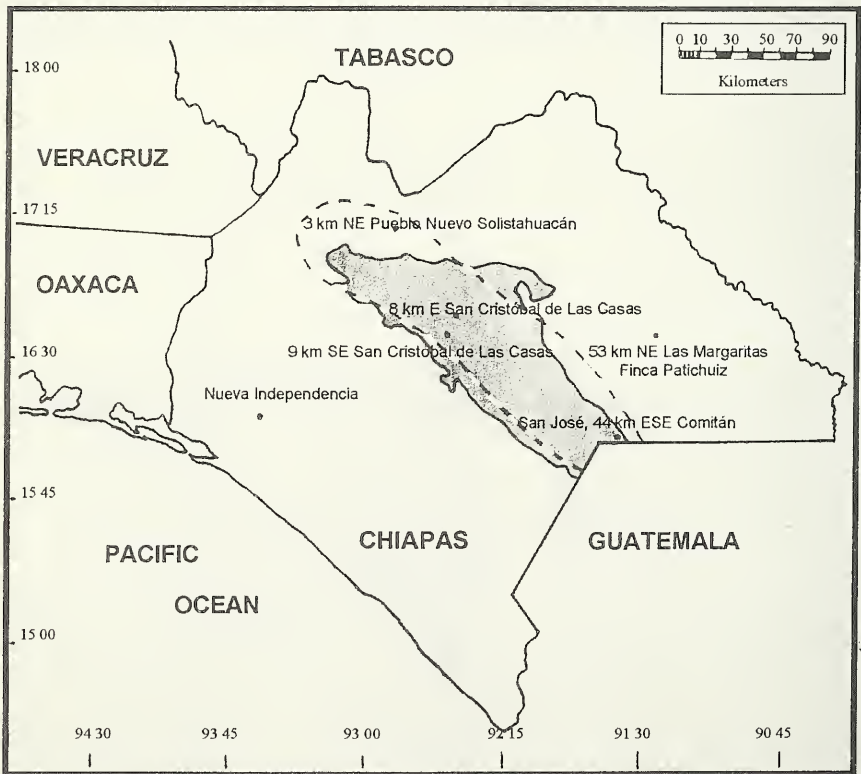 TABASCO
0 10 30 50 70 90
Kilometers
18 00
VERACRUZ
17 15
3 km NE Pueblo Nuevo Solistahuacán
OAXACA
8 km E San Cristóbal de Las Casas
9 km SE San Cristobal de Las Casas
53 km NE Las Margaritas
Finca Patichuiz
16 30
Nueva Independencia
San José, 44 km ESE Comitán
15 45
PACIFIC
OCEAN
CHIAPAS
GUATEMALA
15 00
94 30
93 45
93 00
92 15
91 30
90 45